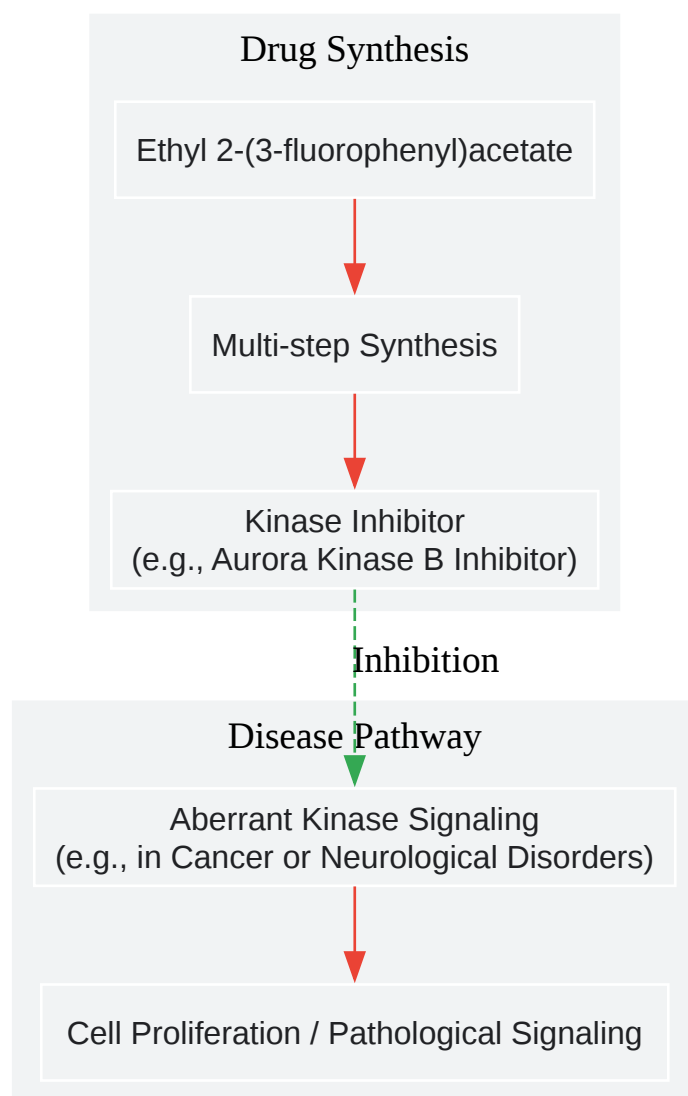 Drug Synthesis
Ethyl 2-(3-fluorophenyl)acetate
Multi-step Synthesis
Kinase Inhibitor
(e.g., Aurora Kinase B Inhibitor)
Inhibition
Disease Pathway
Aberrant Kinase Signaling
(e.g., in Cancer or Neurological Disorders)
Cell Proliferation / Pathological Signaling